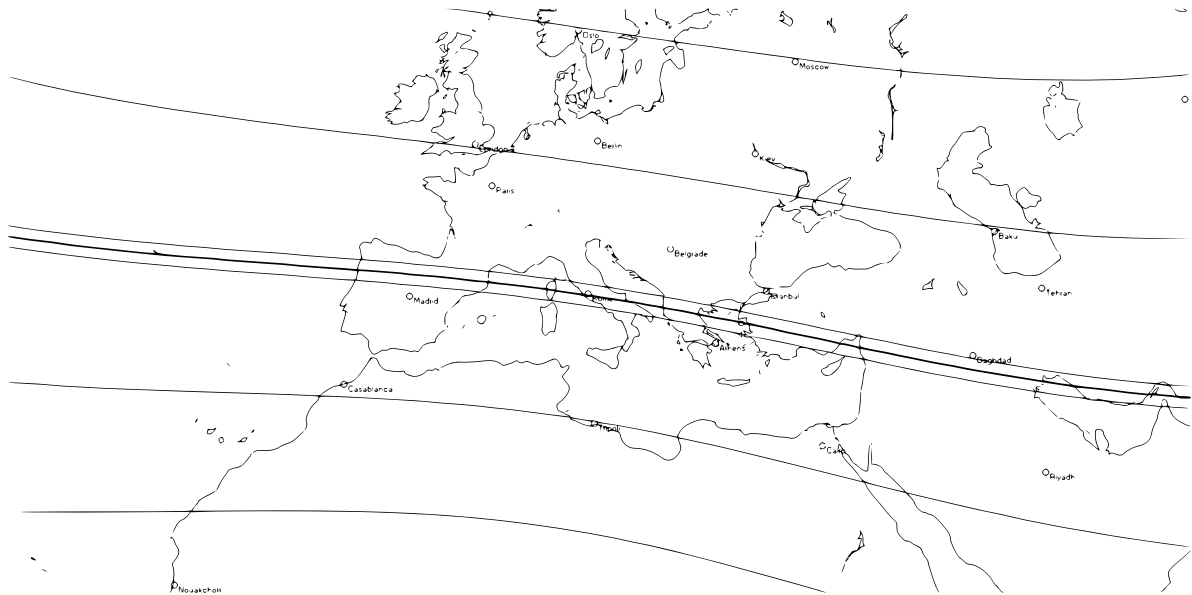 Oslo
Moscow
London
Berlin
Kiev
Paris
Baku
Belgrade
Tehran
Madrid
Rome
Istanbul
Athens
Baghdad
Casablanca
Tripoli
Cairo
Riyadh
Nouakchott